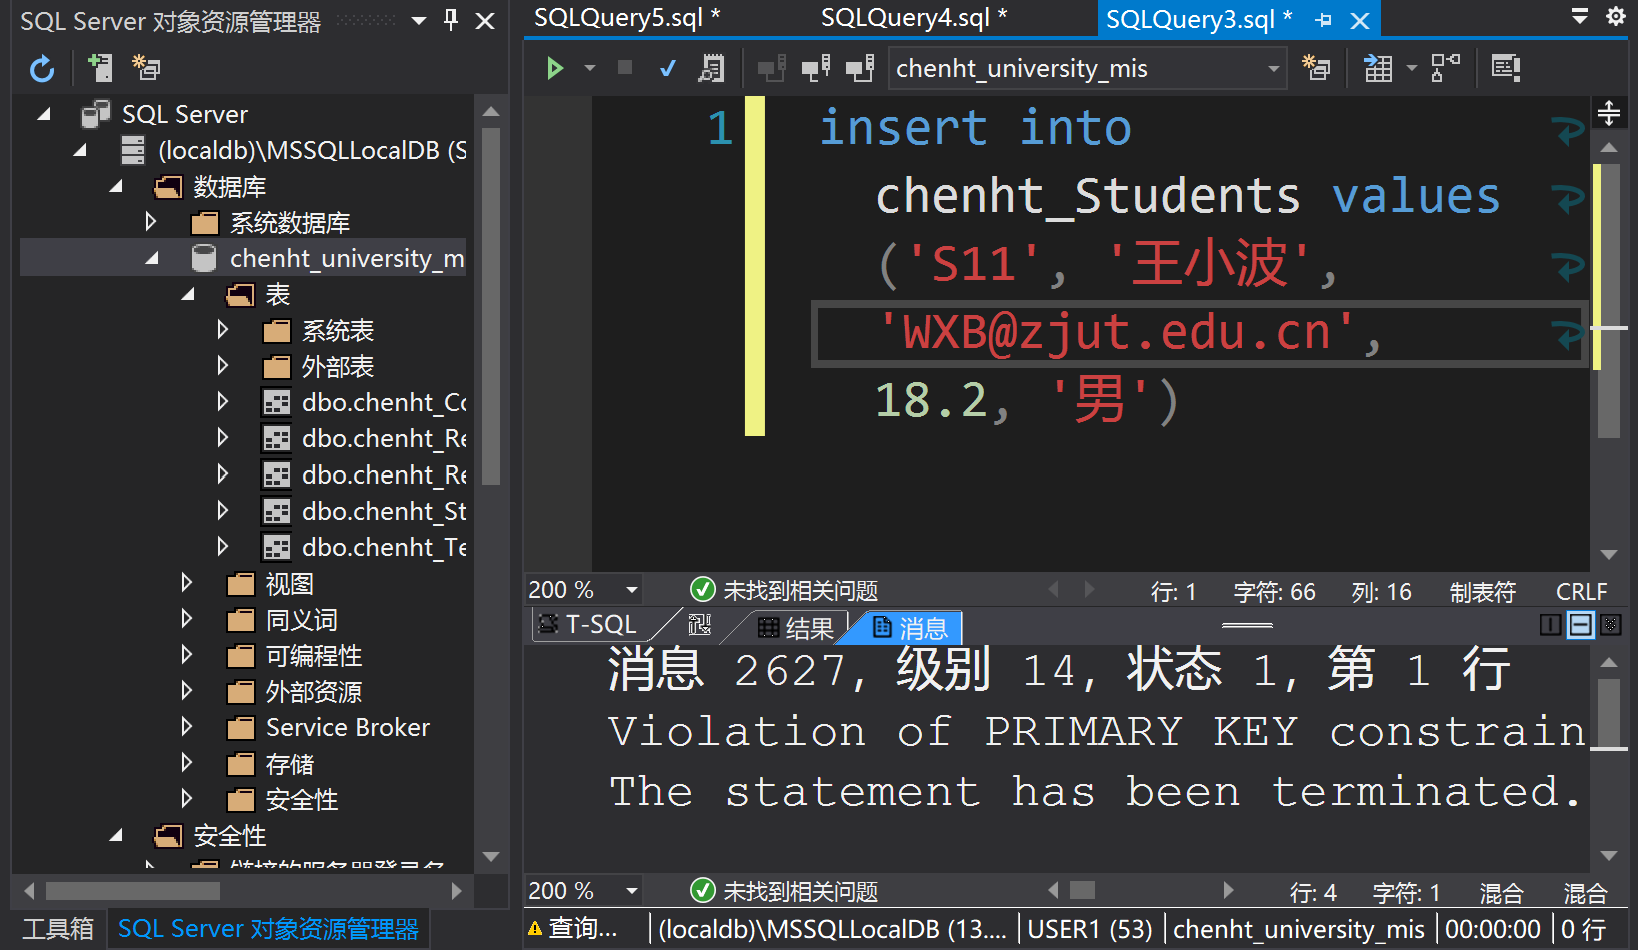 SQL Server 对象资源管理器
SQL Server
(localdb)\MSSQLLocalDB (S
数据库
系统数据库
chenht_university_m
表
系统表
外部表
dbo.chenht_Co
dbo.chenht_Re
dbo.chenht_Re
dbo.chenht_St
dbo.chenht_Te
视图
同义词
可编程性
外部资源
Service Broker
存储
安全性
安全性
工具箱 SQL Server 对象资源管理器
SQLQuery5.sql * SQLQuery4.sql * SQLQuery3.sql *
chenht_university_mis
1 insert into
chenht_Students values
('S11', '王小波',
'WXB@zjut.edu.cn',
18.2, '男')
200 % 未找到相关问题 行: 1 字符: 66 列: 16 制表符 CRLF
T-SQL 结果 消息
消息 2627, 级别 14, 状态 1, 第 1 行
Violation of PRIMARY KEY constrain
The statement has been terminated.
200 % 未找到相关问题 行: 4 字符: 1 混合 混合
查询... (localdb)\MSSQLLocalDB (13.... USER1 (53) chenht_university_mis 00:00:00 0 行